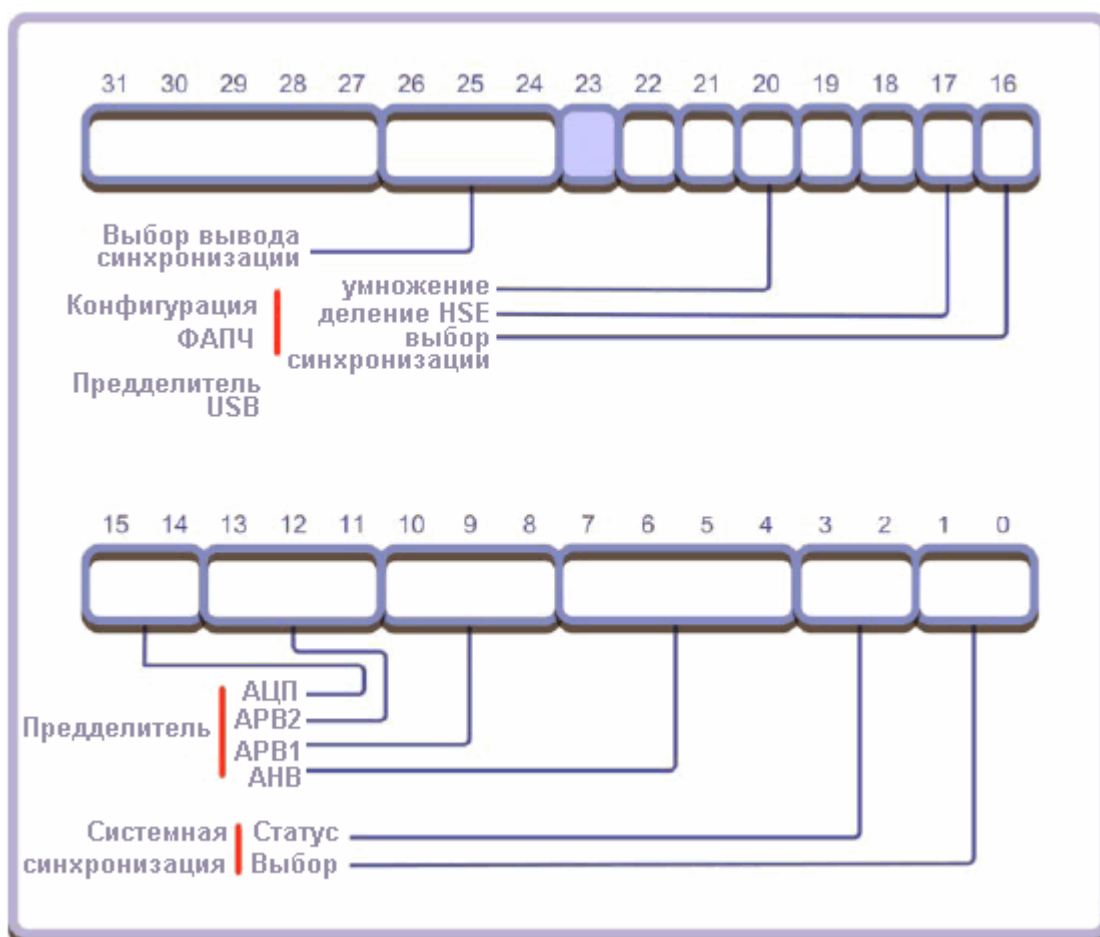 31 30 29 28 27 26 25 24 23 22 21 20 19 18 17 16
Выбор вывода
синхронизации
умножение
деление HSE
выбор
синхронизации
Конфигурация
ФАПЧ
Предделитель
USB
15 14 13 12 11 10 9 8 7 6 5 4 3 2 1 0
Предделитель
АЦП
APB2
APB1
AHB
Системная
синхронизация
Статус
Выбор